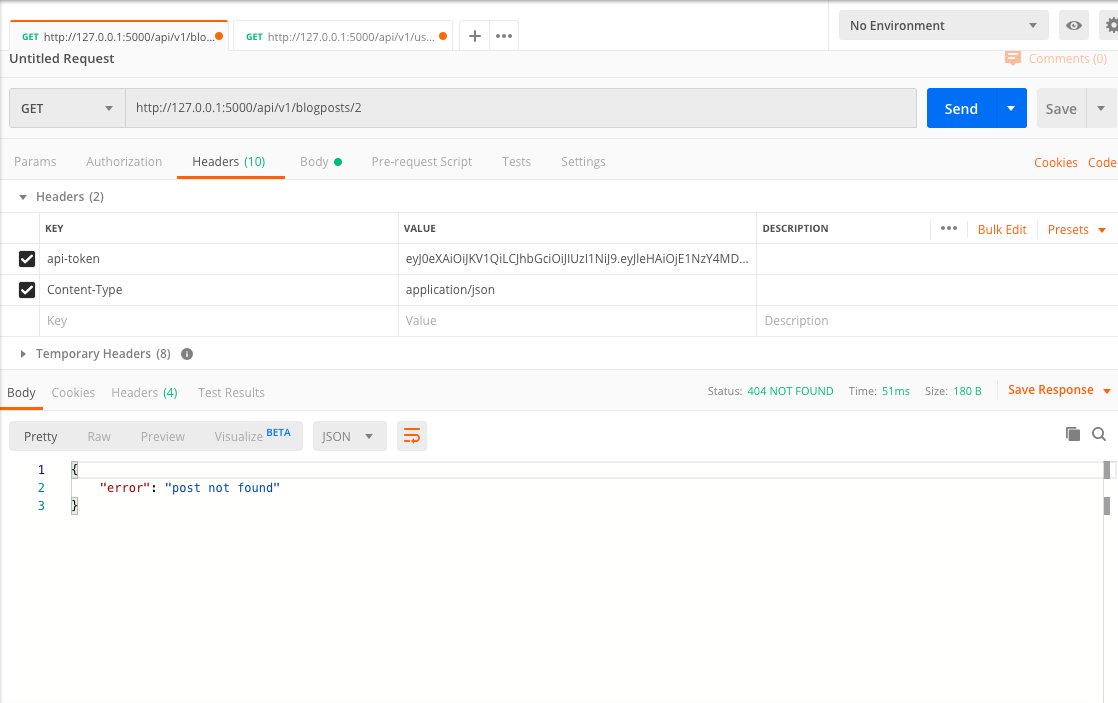 GET http://127.0.0.1:5000/api/v1/blo... GET http://127.0.0.1:5000/api/v1/us... + ••• No Environment
Untitled Request Comments (0)
GET http://127.0.0.1:5000/api/v1/blogposts/2 Send Save
Params Authorization Headers (10) Body Pre-request Script Tests Settings Cookies Code
Headers (2)
KEY VALUE DESCRIPTION ••• Bulk Edit Presets
api-token eyJ0eXAiOiJKV1QiLCJhbGciOiJIUzI1NiJ9.eyJleHAiOjE1NzY4MD...
Content-Type application/json
Key Value Description
Temporary Headers (8)
Body Cookies Headers (4) Test Results Status: 404 NOT FOUND Time: 51ms Size: 180 B Save Response
Pretty Raw Preview Visualize BETA JSON
1 {
2 "error": "post not found"
3 }